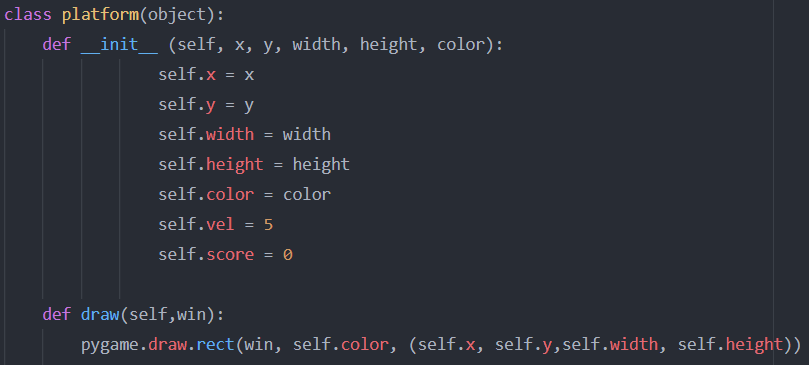 class platform(object):
    def __init__ (self, x, y, width, height, color):
            self.x = x
            self.y = y
            self.width = width
            self.height = height
            self.color = color
            self.vel = 5
            self.score = 0
    def draw(self,win):
        pygame.draw.rect(win, self.color, (self.x, self.y,self.width, self.height))